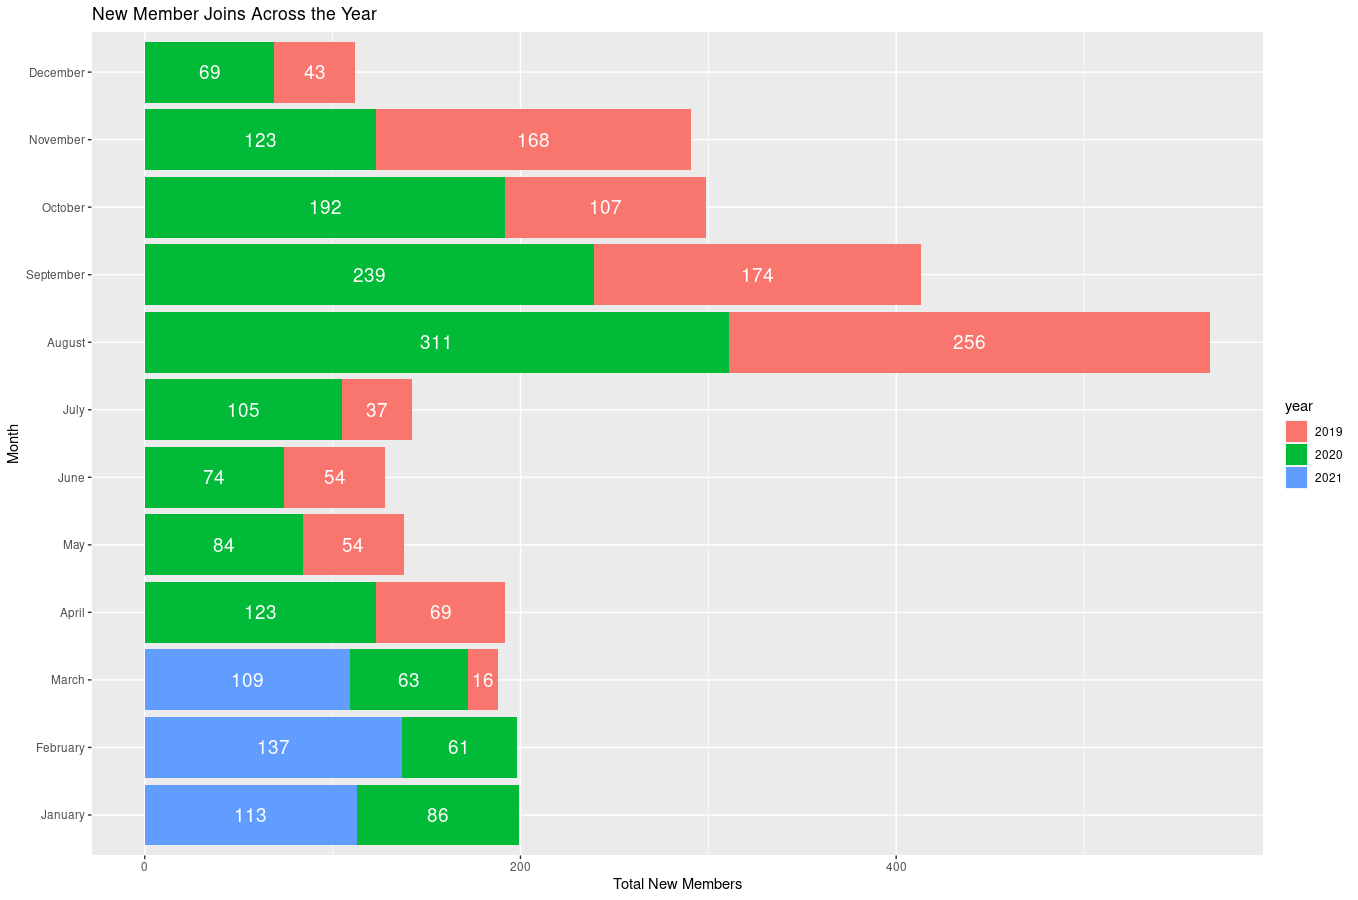 New Member Joins Across the Year
Month
December
69 43
November
123 168
October
192 107
September
239 174
August
311 256
July
105 37
June
74 54
May
84 54
April
123 69
March
109 63 16
February
137 61
January
113 86
0 200 400
Total New Members
year
2019
2020
2021